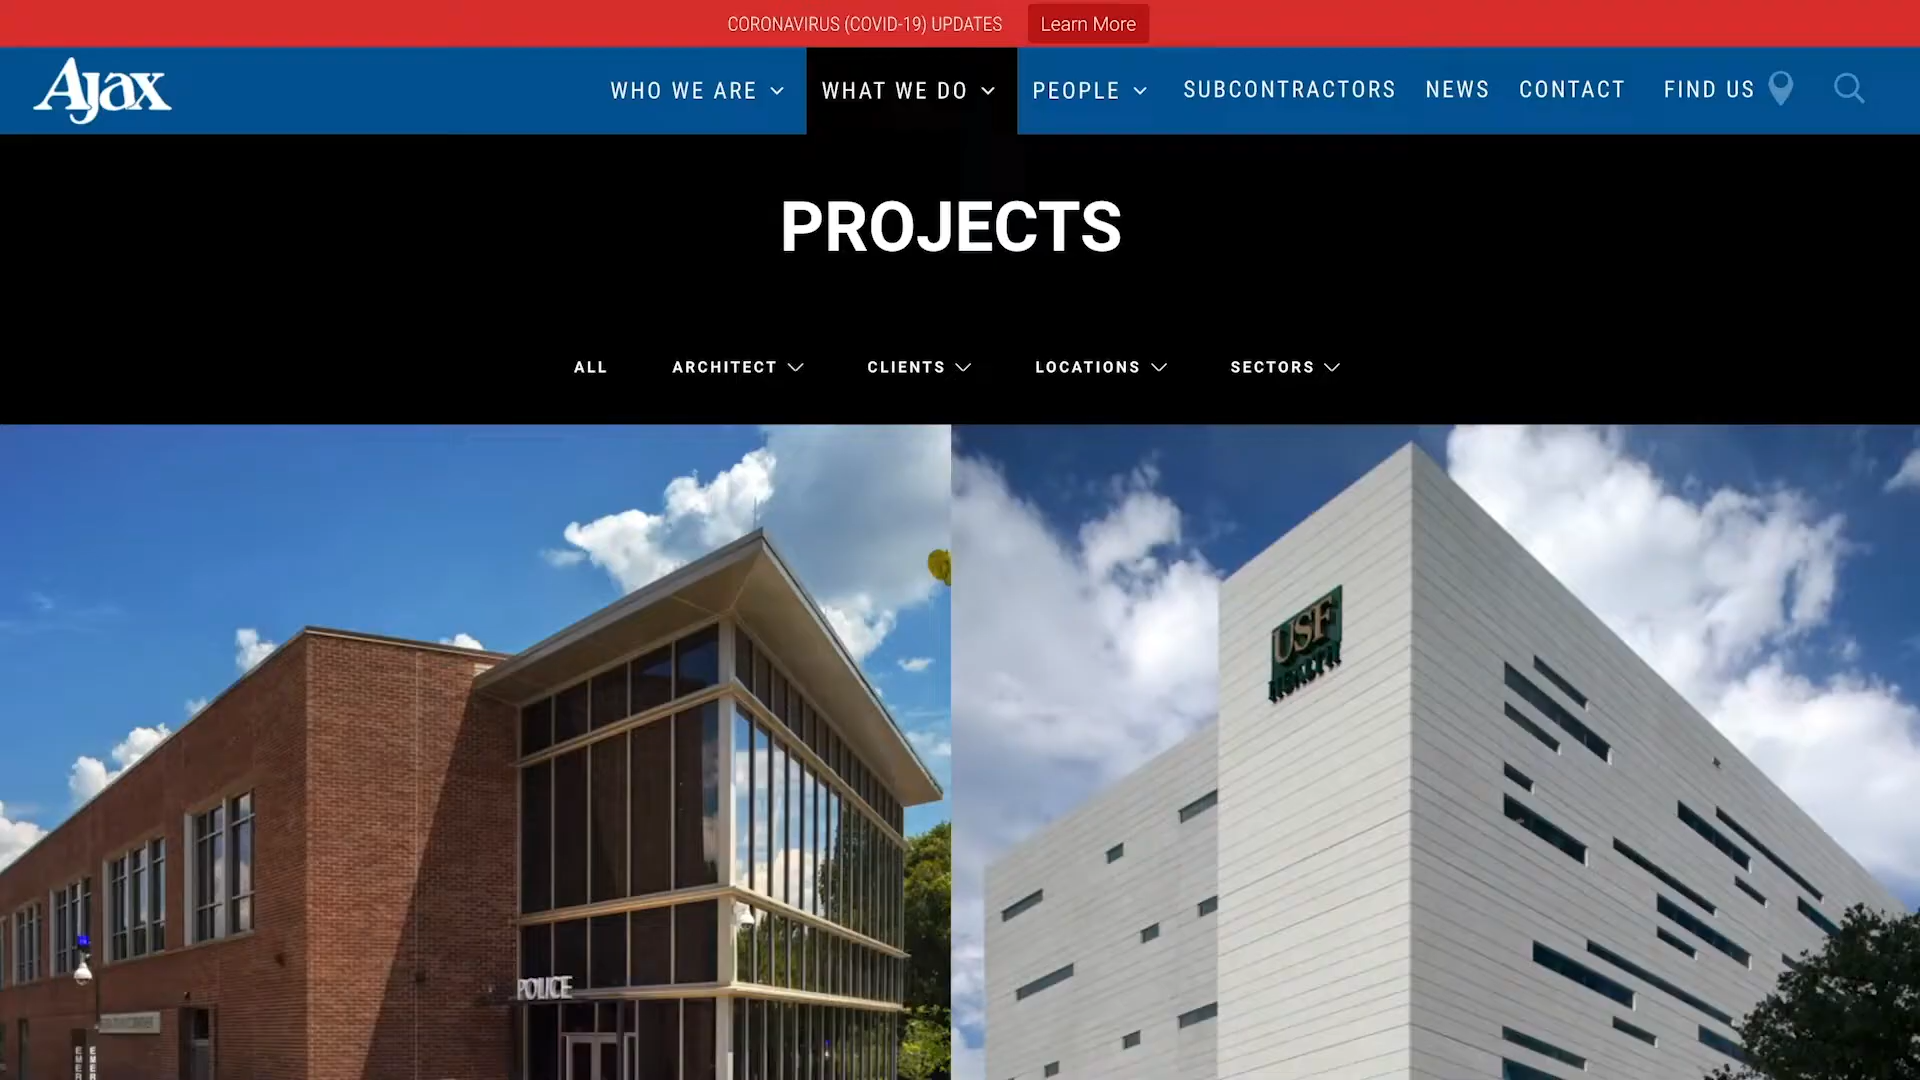 CORONAVIRUS (COVID-19) UPDATES Learn More
Ajax WHO WE ARE WHAT WE DO PEOPLE SUBCONTRACTORS NEWS CONTACT FIND US
PROJECTS
ALL ARCHITECT CLIENTS LOCATIONS SECTORS
USF
HEALTH
POLICE